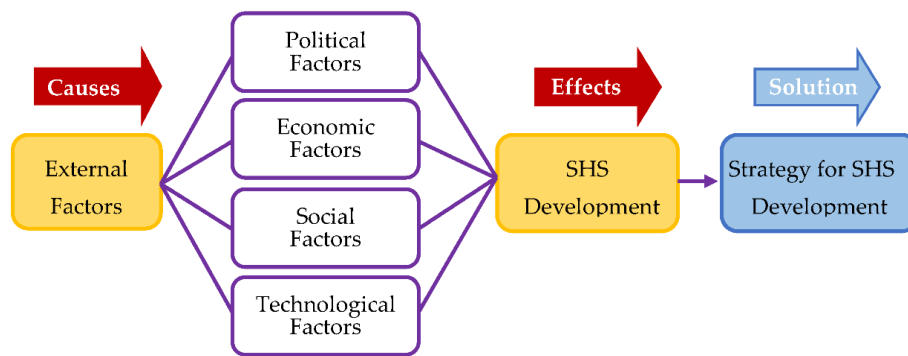 Causes
External
Factors
Political
Factors
Economic
Factors
Social
Factors
Technological
Factors
Effects
SHS
Development
Solution
Strategy for SHS
Development